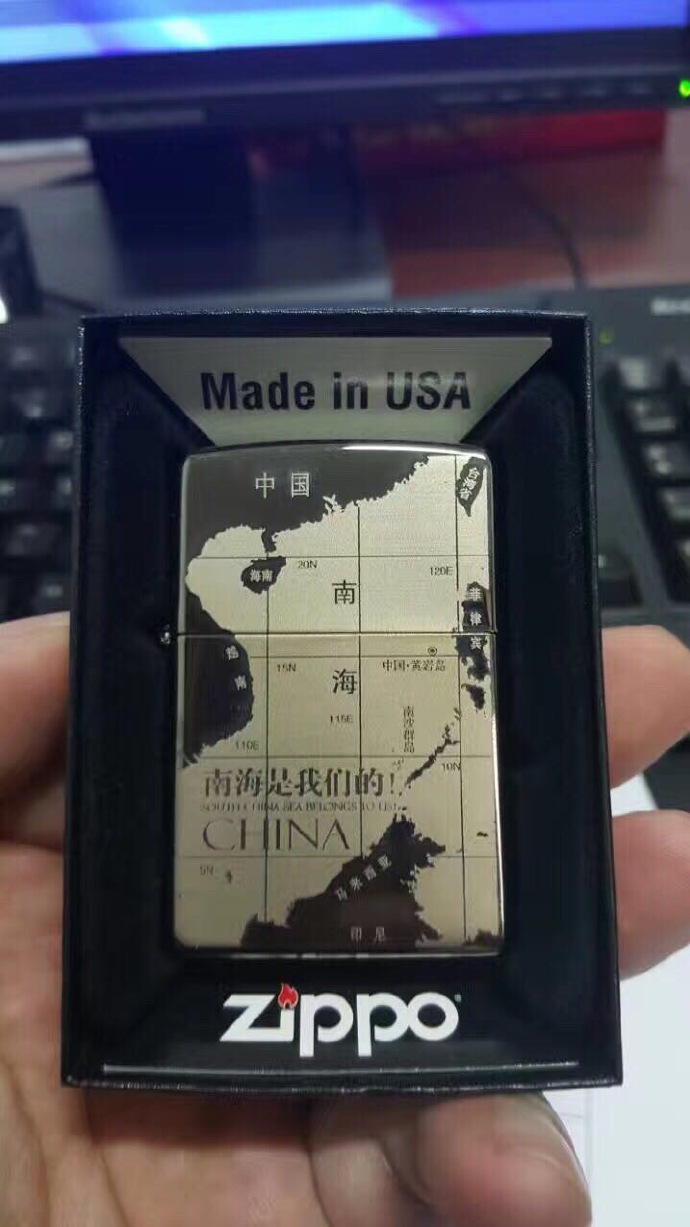 Made in USA
中国
台湾省
海南
20N
120E
南
菲律宾
越南
15N
中国·黄岩岛
海
115E
南沙群岛
110E
10N
南海是我们的!
SOUTH CHINA SEA BELONGS TO US!
CHINA
5N
马来西亚
印尼
zippo